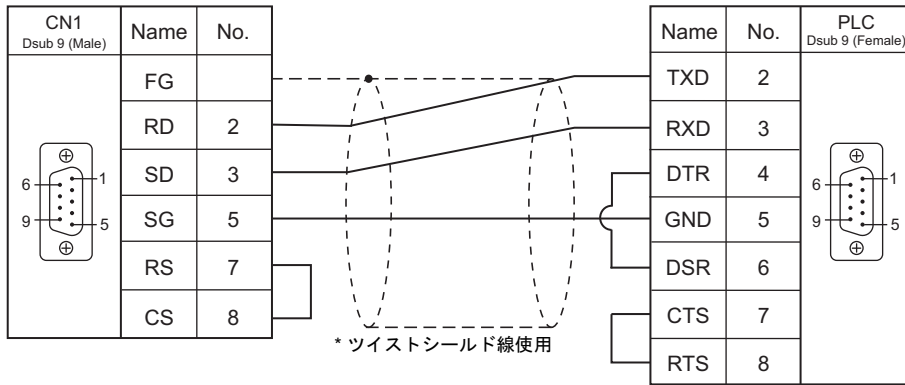 CN1
Dsub 9 (Male)
Name No.
FG
RD 2
SD 3
SG 5
RS 7
CS 8
6 1
9 5
* ツイストシールド線使用
Name No.
PLC
Dsub 9 (Female)
TXD 2
RXD 3
DTR 4
GND 5
DSR 6
CTS 7
RTS 8
6 1
9 5